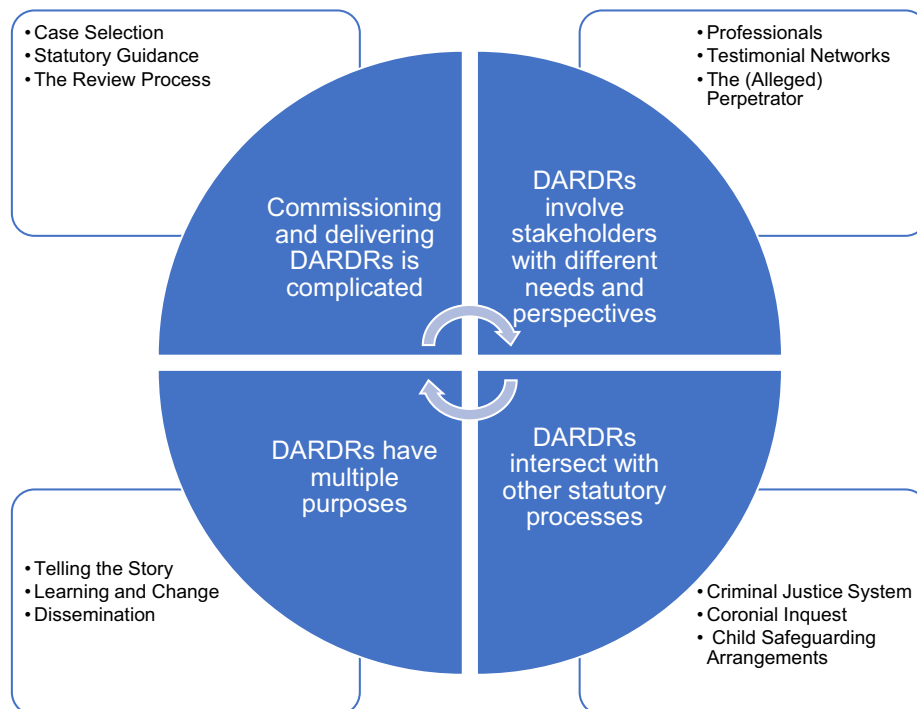 • Case Selection
• Statutory Guidance
• The Review Process
• Professionals
• Testimonial Networks
• The (Alleged)
Perpetrator
Commissioning
and delivering
DARDRs is
complicated
DARDRs
involve
stakeholders
with different
needs and
perspectives
DARDRs have
multiple
purposes
DARDRs
intersect with
other statutory
processes
• Telling the Story
• Learning and Change
• Dissemination
• Criminal Justice System
• Coronial Inquest
• Child Safeguarding
Arrangements